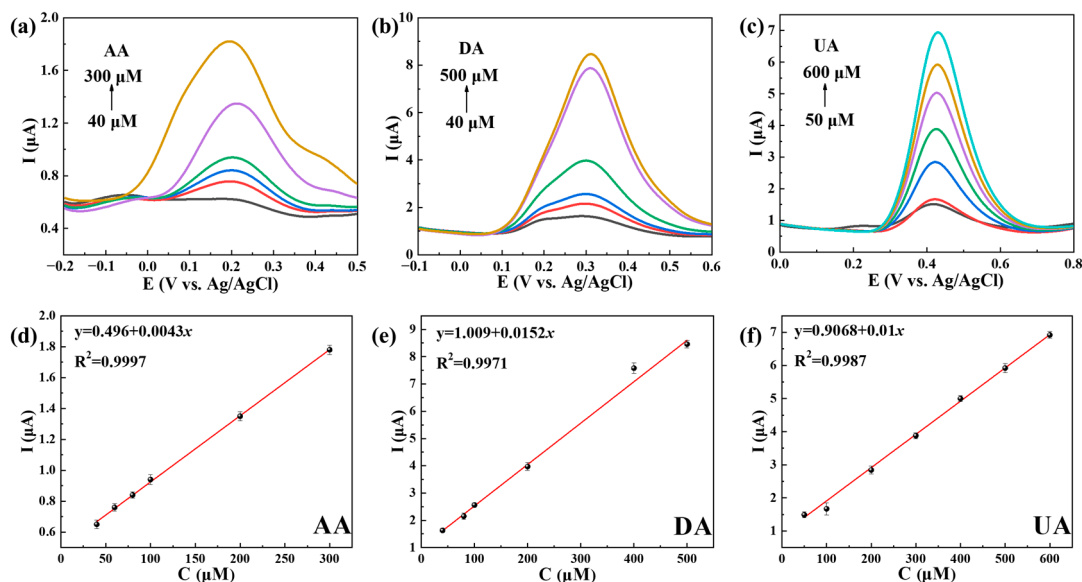 (a)
AA
300 µM
40 µM
2.0
1.6
1.2
0.8
0.4
I (µA)
−0.2
−0.1
0.0
0.1
0.2
0.3
0.4
0.5
E (V vs. Ag/AgCl)
(b)
DA
500 µM
40 µM
10
8
6
4
2
0
I (µA)
−0.1
0.0
0.1
0.2
0.3
0.4
0.5
0.6
E (V vs. Ag/AgCl)
(c)
UA
600 µM
50 µM
7
6
5
4
3
2
1
0
I (µA)
0.0
0.2
0.4
0.6
0.8
E (V vs. Ag/AgCl)
(d)
y=0.496+0.0043x
R²=0.9997
2.0
1.8
1.6
1.4
1.2
1.0
0.8
0.6
I (µA)
0
50
100
150
200
250
300
C (µM)
AA
(e)
y=1.009+0.0152x
R²=0.9971
9
8
7
6
5
4
3
2
1
I (µA)
0
100
200
300
400
500
C (µM)
DA
(f)
y=0.9068+0.01x
R²=0.9987
7
6
5
4
3
2
1
I (µA)
0
100
200
300
400
500
600
C (µM)
UA